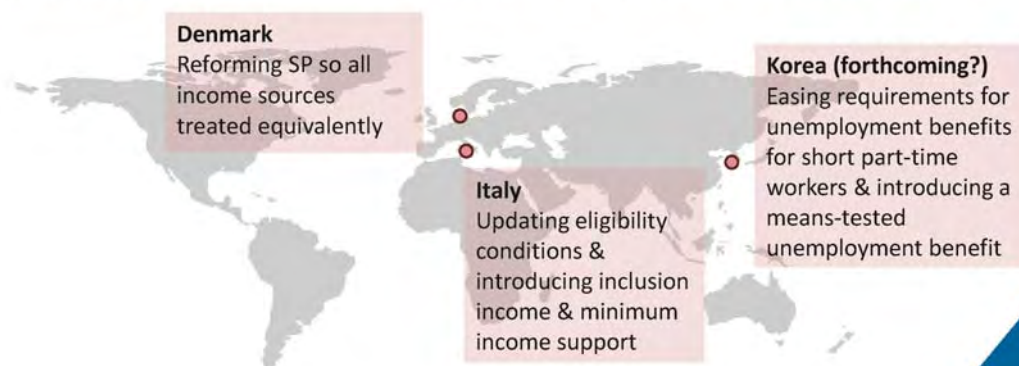 Denmark
Reforming SP so all
income sources
treated equivalently
Italy
Updating eligibility
conditions &
introducing inclusion
income & minimum
income support
Korea (forthcoming?)
Easing requirements for
unemployment benefits
for short part-time
workers & introducing a
means-tested
unemployment benefit